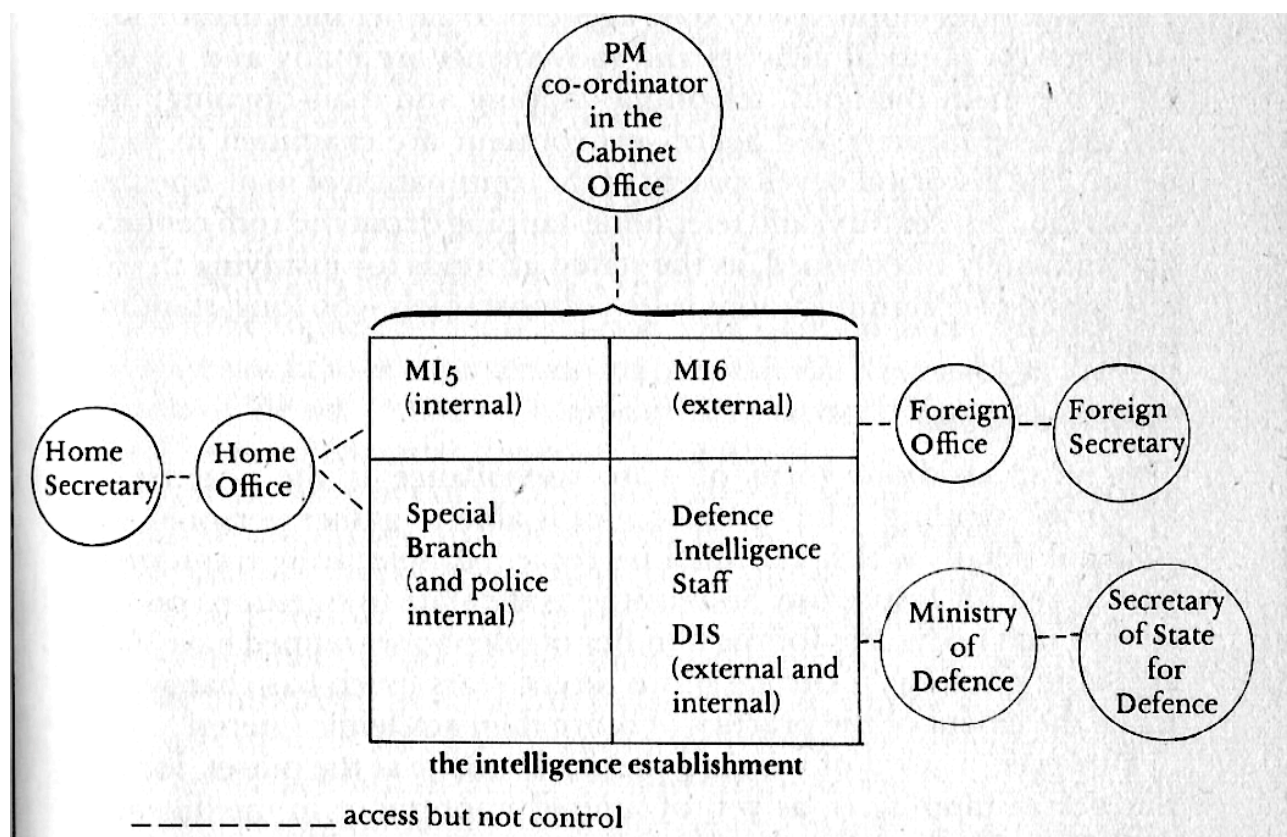 PM
co-ordinator
in the
Cabinet
Office
MI5
(internal)
MI6
(external)
Home
Secretary
Home
Office
Foreign
Office
Foreign
Secretary
Special
Branch
(and police
internal)
Defence
Intelligence
Staff
DIS
(external and
internal)
Ministry
of
Defence
Secretary
of State
for
Defence
the intelligence establishment
access but not control